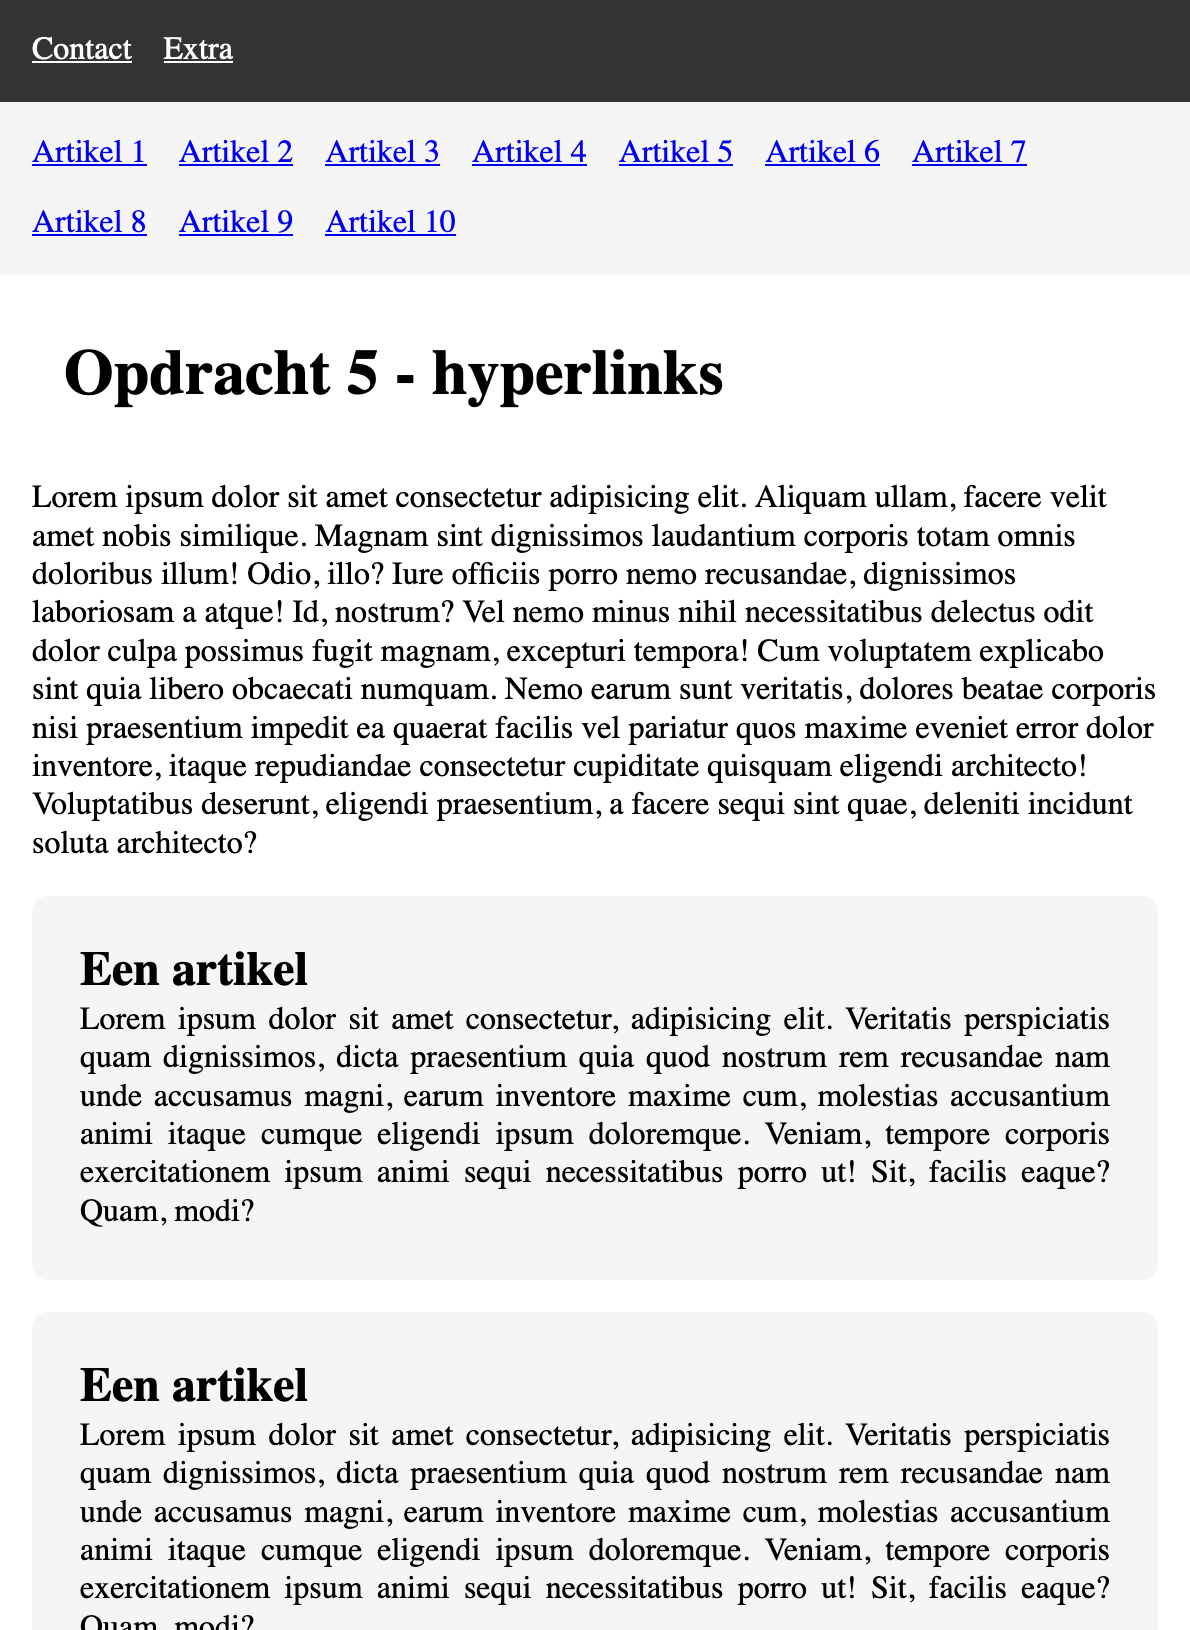 Contact Extra
Artikel 1 Artikel 2 Artikel 3 Artikel 4 Artikel 5 Artikel 6 Artikel 7
Artikel 8 Artikel 9 Artikel 10
Opdracht 5 - hyperlinks
Lorem ipsum dolor sit amet consectetur adipisicing elit. Aliquam ullam, facere velit
amet nobis similique. Magnam sint dignissimos laudantium corporis totam omnis
doloribus illum! Odio, illo? Iure officiis porro nemo recusandae, dignissimos
laboriosam a atque! Id, nostrum? Vel nemo minus nihil necessitatibus delectus odit
dolor culpa possimus fugit magnam, excepturi tempora! Cum voluptatem explicabo
sint quia libero obcaecati numquam. Nemo earum sunt veritatis, dolores beatae corporis
nisi praesentium impedit ea quaerat facilis vel pariatur quos maxime eveniet error dolor
inventore, itaque repudiandae consectetur cupiditate quisquam eligendi architecto!
Voluptatibus deserunt, eligendi praesentium, a facere sequi sint quae, deleniti incidunt
soluta architecto?
Een artikel
Lorem ipsum dolor sit amet consectetur, adipisicing elit. Veritatis perspiciatis
quam dignissimos, dicta praesentium quia quod nostrum rem recusandae nam
unde accusamus magni, earum inventore maxime cum, molestias accusantium
animi itaque cumque eligendi ipsum doloremque. Veniam, tempore corporis
exercitationem ipsum animi sequi necessitatibus porro ut! Sit, facilis eaque?
Quam, modi?
Een artikel
Lorem ipsum dolor sit amet consectetur, adipisicing elit. Veritatis perspiciatis
quam dignissimos, dicta praesentium quia quod nostrum rem recusandae nam
unde accusamus magni, earum inventore maxime cum, molestias accusantium
animi itaque cumque eligendi ipsum doloremque. Veniam, tempore corporis
exercitationem ipsum animi sequi necessitatibus porro ut! Sit, facilis eaque?
Quam, modi?